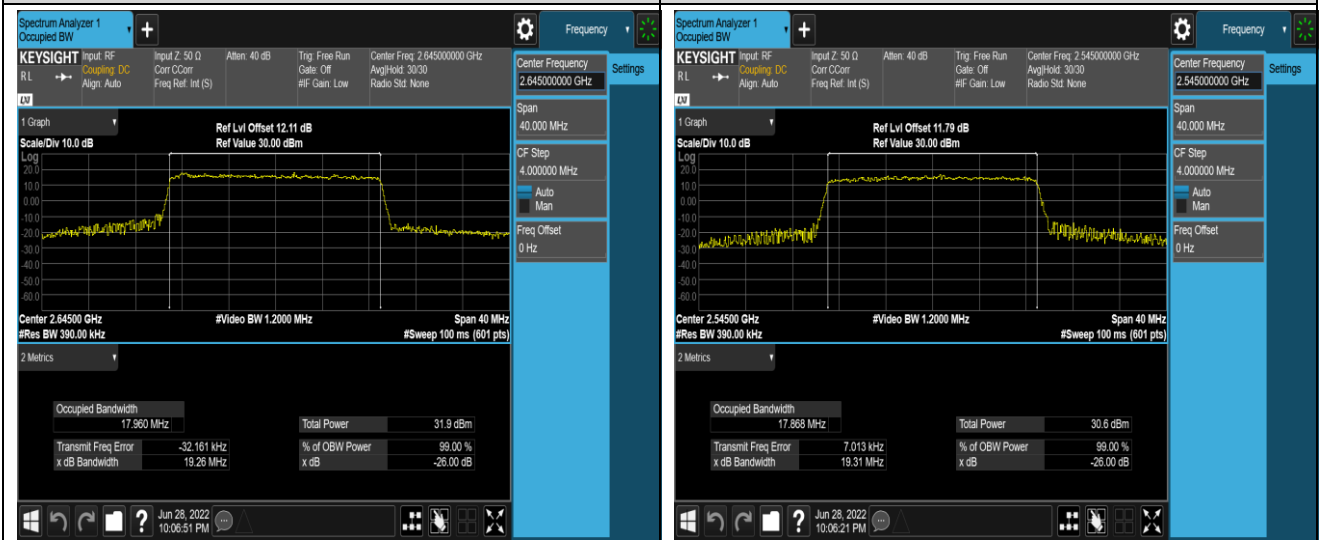 Spectrum Analyzer 1
Occupied BW
+
Frequency
KEYSIGHT
Input: RF
Coupling: DC
Align: Auto
Input Z: 50 Ω
Corr CCorr
Freq Ref: Int (S)
Atten: 40 dB
Trig: Free Run
Gate: Off
#IF Gain: Low
Center Freq: 2.645000000 GHz
Avg|Hold: 30/30
Radio Std: None
R L
LXI
Center Frequency
2.645000000 GHz
Settings
Span
40.000 MHz
CF Step
4.000000 MHz
Auto
Man
Freq Offset
0 Hz
1 Graph
Ref Lvl Offset 12.11 dB
Scale/Div 10.0 dB
Ref Value 30.00 dBm
Log
20.0
10.0
0.00
-10.0
-20.0
-30.0
-40.0
-50.0
-60.0
Center 2.64500 GHz
#Video BW 1.2000 MHz
Span 40 MHz
#Res BW 390.00 kHz
#Sweep 100 ms (601 pts)
2 Metrics
Occupied Bandwidth
17.960 MHz
Total Power 31.9 dBm
Transmit Freq Error -32.161 kHz
% of OBW Power 99.00 %
x dB Bandwidth 19.26 MHz
x dB -26.00 dB
?
Jun 28, 2022
10:06:51 PM
Spectrum Analyzer 1
Occupied BW
+
Frequency
KEYSIGHT
Input: RF
Coupling: DC
Align: Auto
Input Z: 50 Ω
Corr CCorr
Freq Ref: Int (S)
Atten: 40 dB
Trig: Free Run
Gate: Off
#IF Gain: Low
Center Freq: 2.545000000 GHz
Avg|Hold: 30/30
Radio Std: None
R L
LXI
Center Frequency
2.545000000 GHz
Settings
Span
40.000 MHz
CF Step
4.000000 MHz
Auto
Man
Freq Offset
0 Hz
1 Graph
Ref Lvl Offset 11.79 dB
Scale/Div 10.0 dB
Ref Value 30.00 dBm
Log
20.0
10.0
0.00
-10.0
-20.0
-30.0
-40.0
-50.0
-60.0
Center 2.54500 GHz
#Video BW 1.2000 MHz
Span 40 MHz
#Res BW 390.00 kHz
#Sweep 100 ms (601 pts)
2 Metrics
Occupied Bandwidth
17.868 MHz
Total Power 30.6 dBm
Transmit Freq Error 7.013 kHz
% of OBW Power 99.00 %
x dB Bandwidth 19.31 MHz
x dB -26.00 dB
?
Jun 28, 2022
10:06:21 PM